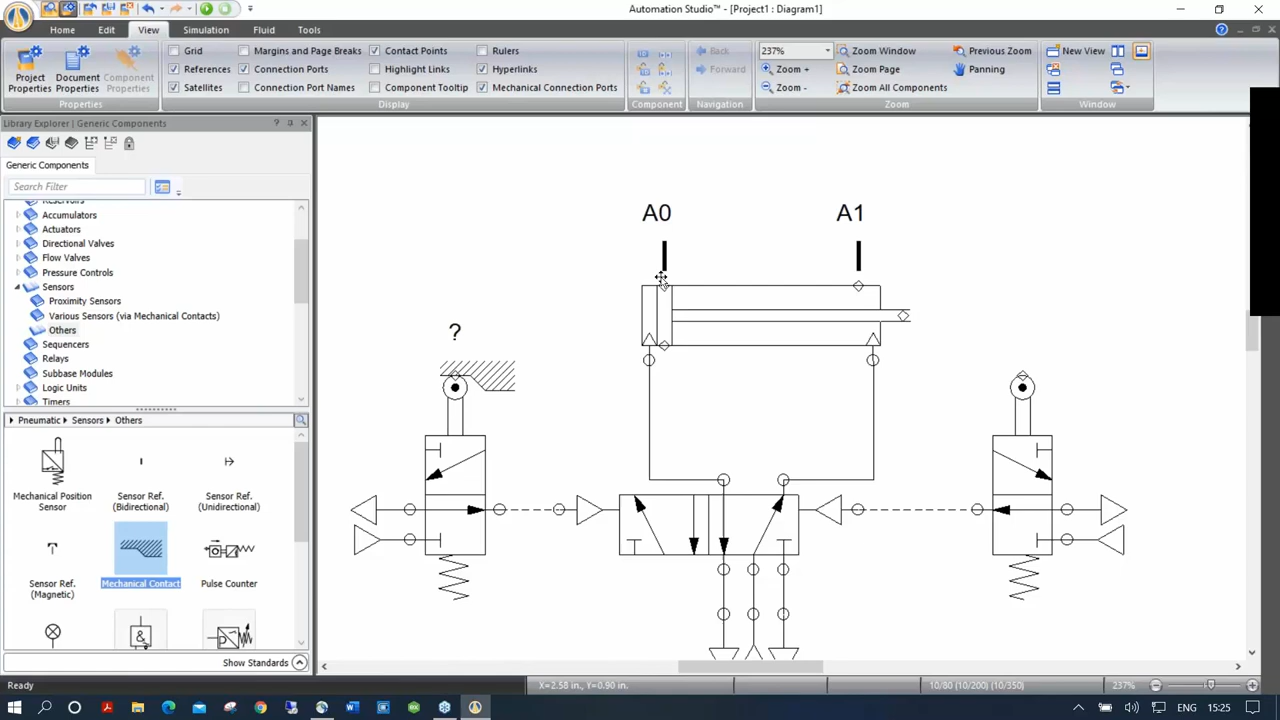 Automation Studio™ - [Project1 : Diagram1]
Home Edit View Simulation Fluid Tools
Grid Margins and Page Breaks Contact Points Rulers
References Connection Ports Highlight Links Hyperlinks
Satellites Connection Port Names Component Tooltip Mechanical Connection Ports
Project Properties
Document Properties
Component Properties
Back
Forward
237% Zoom Window Previous Zoom
Zoom + Zoom Page Panning
Zoom - Zoom All Components
New View
Properties Display Component Navigation Zoom Window
Library Explorer | Generic Components
Generic Components
Search Filter
Reservoirs
Accumulators
Actuators
Directional Valves
Flow Valves
Pressure Controls
Sensors
Proximity Sensors
Various Sensors (via Mechanical Contacts)
Others
Sequencers
Relays
Subbase Modules
Logic Units
Timers
Pneumatic Sensors Others
Mechanical Position Sensor
Sensor Ref. (Bidirectional)
Sensor Ref. (Unidirectional)
Sensor Ref. (Magnetic)
Mechanical Contact
Pulse Counter
&
Show Standards
A0 A1
?
Ready
X=2.58 in., Y=0.90 in.
10/80 (10/200) (10/350)
237%
15:25